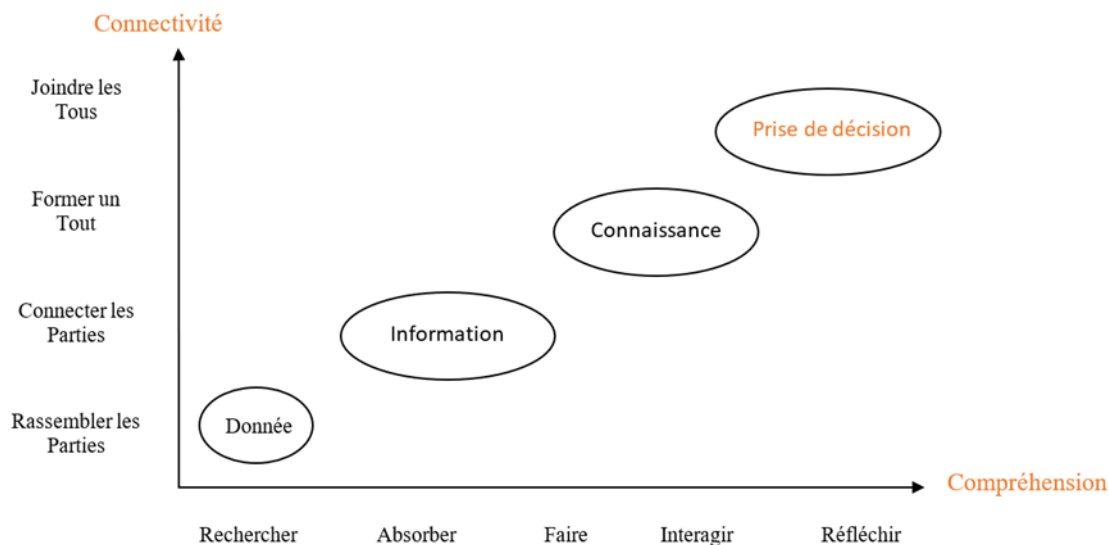 Connectivité
Joindre les
Tous
Prise de décision
Former un
Tout
Connaissance
Connecter les
Parties
Information
Rassembler les
Parties
Donnée
Compréhension
Rechercher
Absorber
Faire
Interagir
Réfléchir